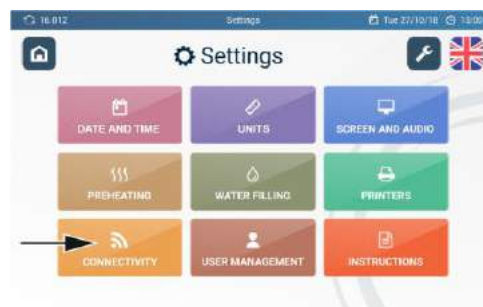 16.012 Settings Tue 27/10/18 13:00
Settings
DATE AND TIME UNITS SCREEN AND AUDIO
PREHEATING WATER FILLING PRINTERS
CONNECTIVITY USER MANAGEMENT INSTRUCTIONS